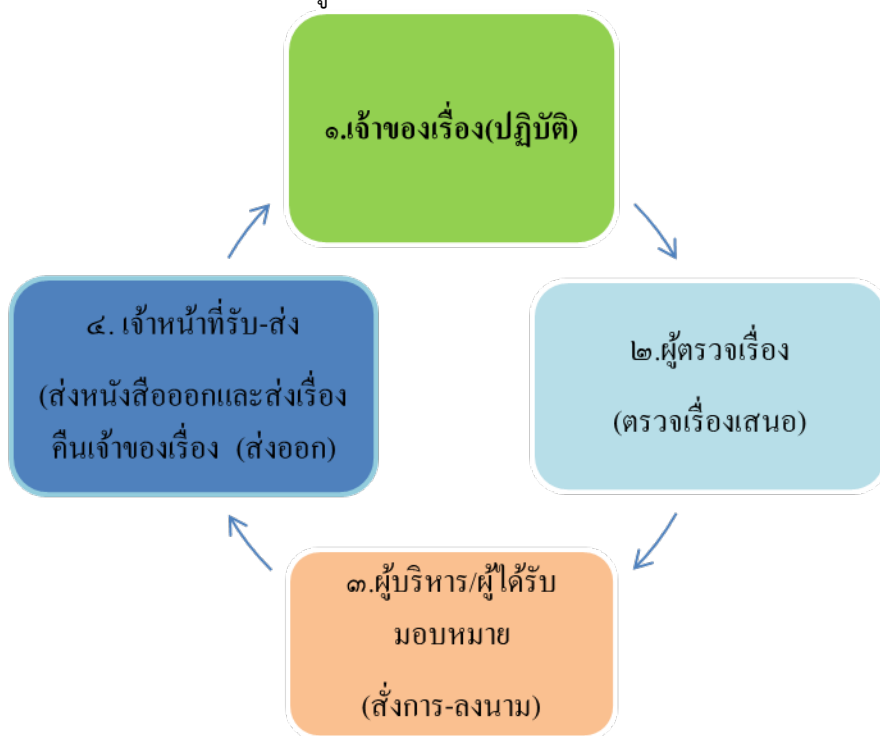 ๑.เจ้าของเรื่อง(ปฏิบัติ)
๒.ผู้ตรวจเรื่อง
(ตรวจเรื่องเสนอ)
๓.ผู้บริหาร/ผู้ได้รับ
มอบหมาย
(สั่งการ-ลงนาม)
๔. เจ้าหน้าที่รับ-ส่ง
(ส่งหนังสือออกและส่งเรื่อง
คืนเจ้าของเรื่อง (ส่งออก)